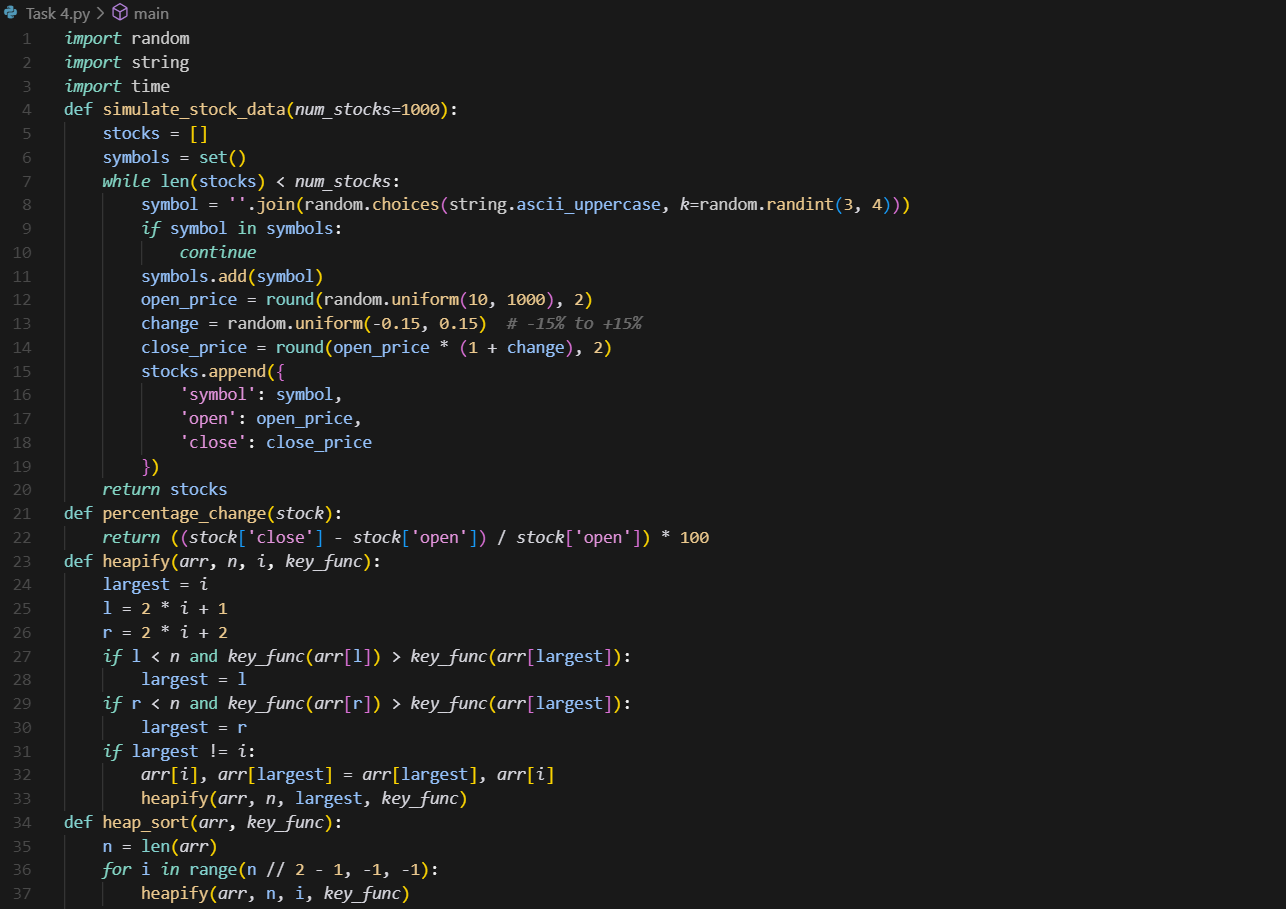 Task 4.py > main
1 import random
2 import string
3 import time
4 def simulate_stock_data(num_stocks=1000):
5     stocks = []
6     symbols = set()
7     while len(stocks) < num_stocks:
8         symbol = ''.join(random.choices(string.ascii_uppercase, k=random.randint(3, 4)))
9         if symbol in symbols:
10             continue
11         symbols.add(symbol)
12         open_price = round(random.uniform(10, 1000), 2)
13         change = random.uniform(-0.15, 0.15)  # -15% to +15%
14         close_price = round(open_price * (1 + change), 2)
15         stocks.append({
16             'symbol': symbol,
17             'open': open_price,
18             'close': close_price
19         })
20     return stocks
21 def percentage_change(stock):
22     return ((stock['close'] - stock['open']) / stock['open']) * 100
23 def heapify(arr, n, i, key_func):
24     largest = i
25     l = 2 * i + 1
26     r = 2 * i + 2
27     if l < n and key_func(arr[l]) > key_func(arr[largest]):
28         largest = l
29     if r < n and key_func(arr[r]) > key_func(arr[largest]):
30         largest = r
31     if largest != i:
32         arr[i], arr[largest] = arr[largest], arr[i]
33         heapify(arr, n, largest, key_func)
34 def heap_sort(arr, key_func):
35     n = len(arr)
36     for i in range(n // 2 - 1, -1, -1):
37         heapify(arr, n, i, key_func)